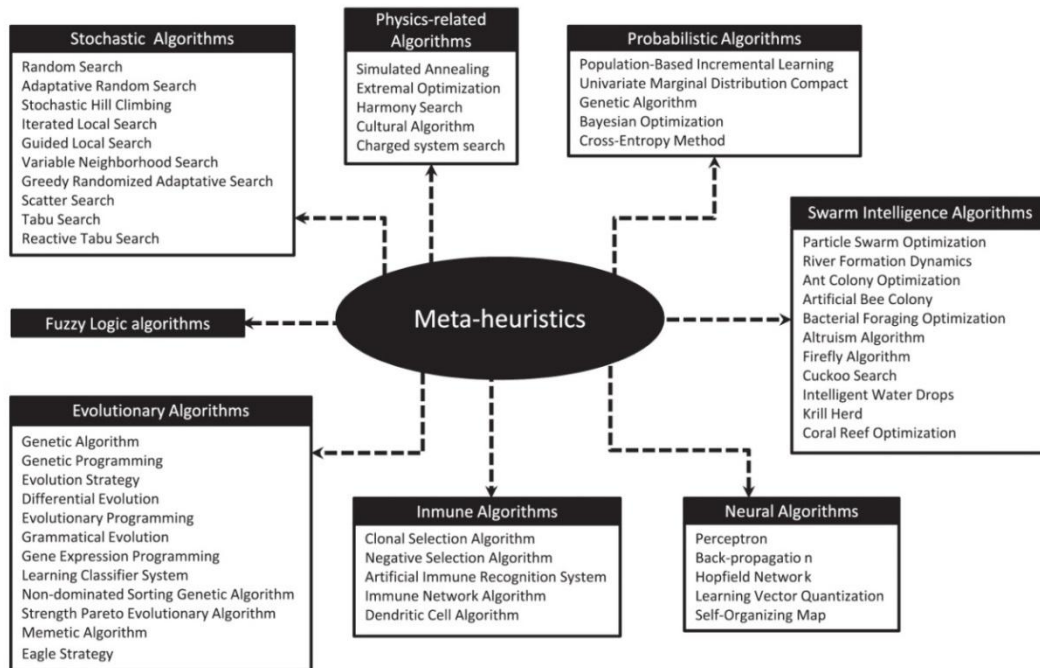 Stochastic Algorithms
Random Search
Adaptative Random Search
Stochastic Hill Climbing
Iterated Local Search
Guided Local Search
Variable Neighborhood Search
Greedy Randomized Adaptative Search
Scatter Search
Tabu Search
Reactive Tabu Search
Physics-related
Algorithms
Simulated Annealing
Extremal Optimization
Harmony Search
Cultural Algorithm
Charged system search
Probabilistic Algorithms
Population-Based Incremental Learning
Univariate Marginal Distribution Compact
Genetic Algorithm
Bayesian Optimization
Cross-Entropy Method
Swarm Intelligence Algorithms
Particle Swarm Optimization
River Formation Dynamics
Ant Colony Optimization
Artificial Bee Colony
Bacterial Foraging Optimization
Altruism Algorithm
Firefly Algorithm
Cuckoo Search
Intelligent Water Drops
Krill Herd
Coral Reef Optimization
Meta-heuristics
Fuzzy Logic algorithms
Evolutionary Algorithms
Genetic Algorithm
Genetic Programming
Evolution Strategy
Differential Evolution
Evolutionary Programming
Grammatical Evolution
Gene Expression Programming
Learning Classifier System
Non-dominated Sorting Genetic Algorithm
Strength Pareto Evolutionary Algorithm
Memetic Algorithm
Eagle Strategy
Inmune Algorithms
Clonal Selection Algorithm
Negative Selection Algorithm
Artificial Immune Recognition System
Immune Network Algorithm
Dendritic Cell Algorithm
Neural Algorithms
Perceptron
Back-propagatio n
Hopfield Network
Learning Vector Quantization
Self-Organizing Map